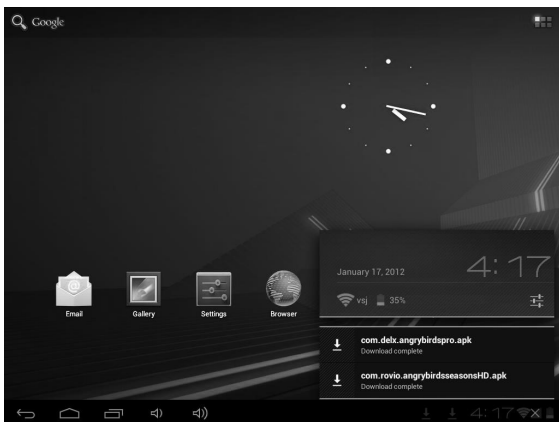 Google
January 17, 2012
4:17
vsj 35%
Email
Gallery
Settings
Browser
com.delx.angrybirdspro.apk
Download complete
com.rovio.angrybirdsseasonsHD.apk
Download complete
4:17